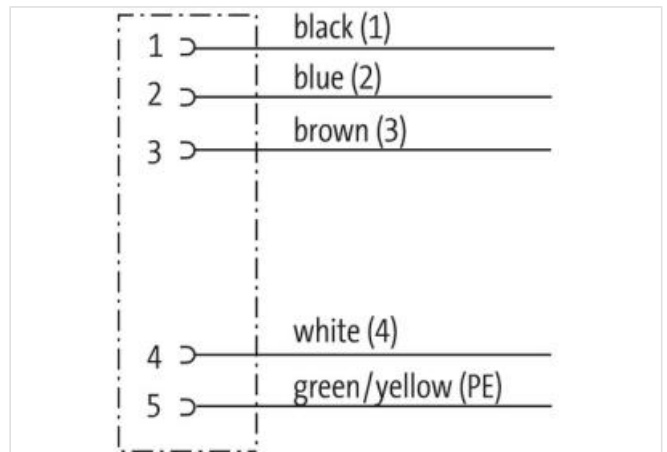 1 black (1)
2 blue (2)
3 brown (3)
4 white (4)
5 green/yellow (PE)